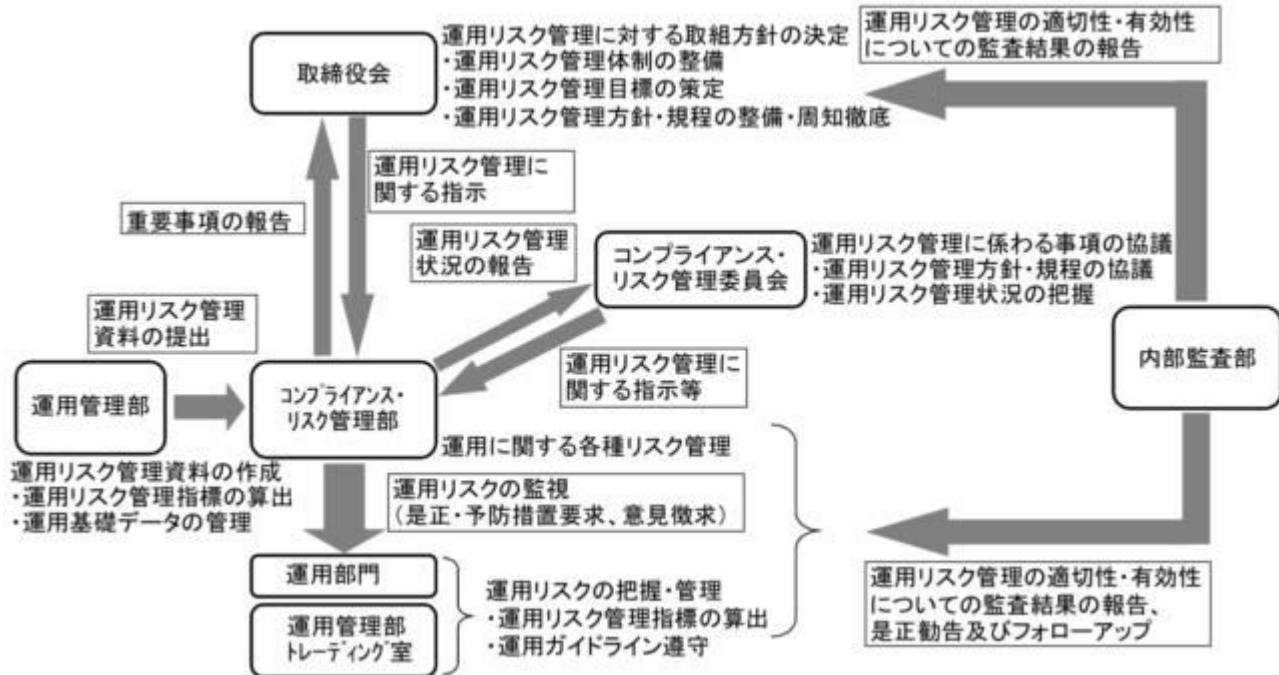 取締役会
運用リスク管理に対する取組方針の決定
・運用リスク管理体制の整備
・運用リスク管理目標の策定
・運用リスク管理方針・規程の整備・周知徹底
運用リスク管理の適切性・有効性
についての監査結果の報告
重要事項の報告
運用リスク管理に
関する指示
運用リスク管理
状況の報告
コンプライアンス・
リスク管理委員会
運用リスク管理に係わる事項の協議
・運用リスク管理方針・規程の協議
・運用リスク管理状況の把握
運用リスク管理
資料の提出
運用リスク管理に
関する指示等
内部監査部
運用管理部
コンプライアンス・
リスク管理部
運用に関する各種リスク管理
運用リスク管理資料の作成
・運用リスク管理指標の算出
・運用基礎データの管理
運用リスクの監視
（是正・予防措置要求、意見徴求）
運用部門
運用管理部
トレーディング室
運用リスクの把握・管理
・運用リスク管理指標の算出
・運用ガイドライン遵守
運用リスク管理の適切性・有効性
についての監査結果の報告、
是正勧告及びフォローアップ